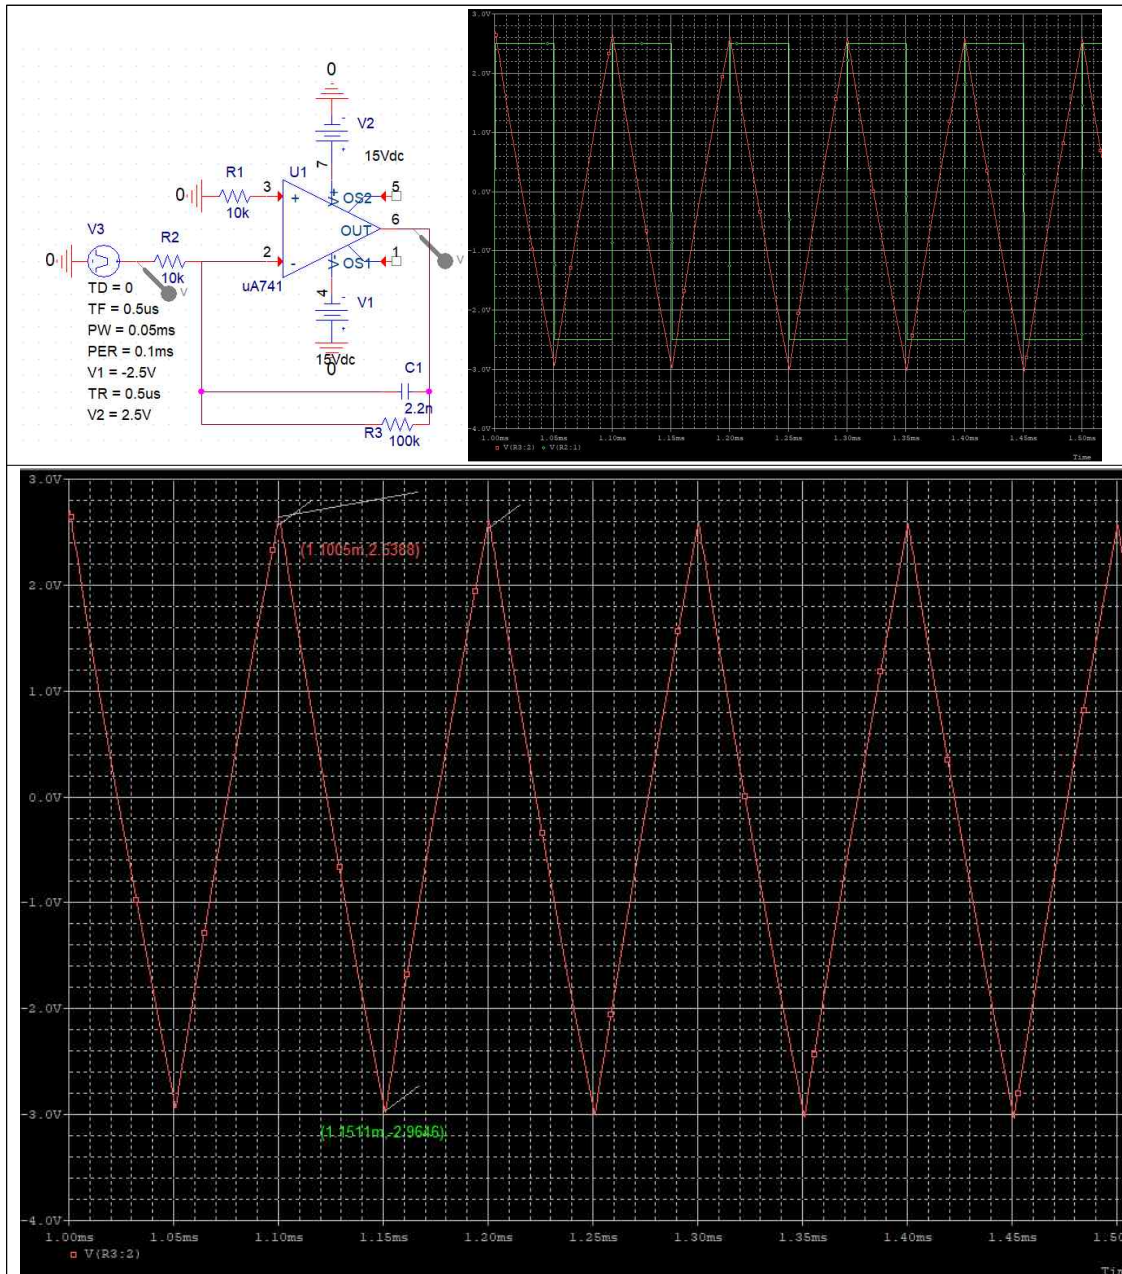 0
V2
7
15Vdc
R1
U1
0
3
+
V+
OS2
5
10k
6
V3
R2
OUT
0
2
-
V-
OS1
1
V
10k
V
uA741
4
V1
TD = 0
TF = 0.5us
PW = 0.05ms
PER = 0.1ms
V1 = -2.5V
TR = 0.5us
V2 = 2.5V
15Vdc
0
C1
2.2n
R3
100k
3.0V
2.0V
1.0V
0.0V
-1.0V
-2.0V
-3.0V
-4.0V
1.00ms 1.05ms 1.10ms 1.15ms 1.20ms 1.25ms 1.30ms 1.35ms 1.40ms 1.45ms 1.50ms
V(R3:2) V(R2:1)
Time
3.0V
(1.1005m,2.6388)
2.0V
1.0V
0.0V
-1.0V
-2.0V
-3.0V
(1.1511m,-2.9646)
-4.0V
1.00ms 1.05ms 1.10ms 1.15ms 1.20ms 1.25ms 1.30ms 1.35ms 1.40ms 1.45ms 1.50
V(R3:2)
Tim